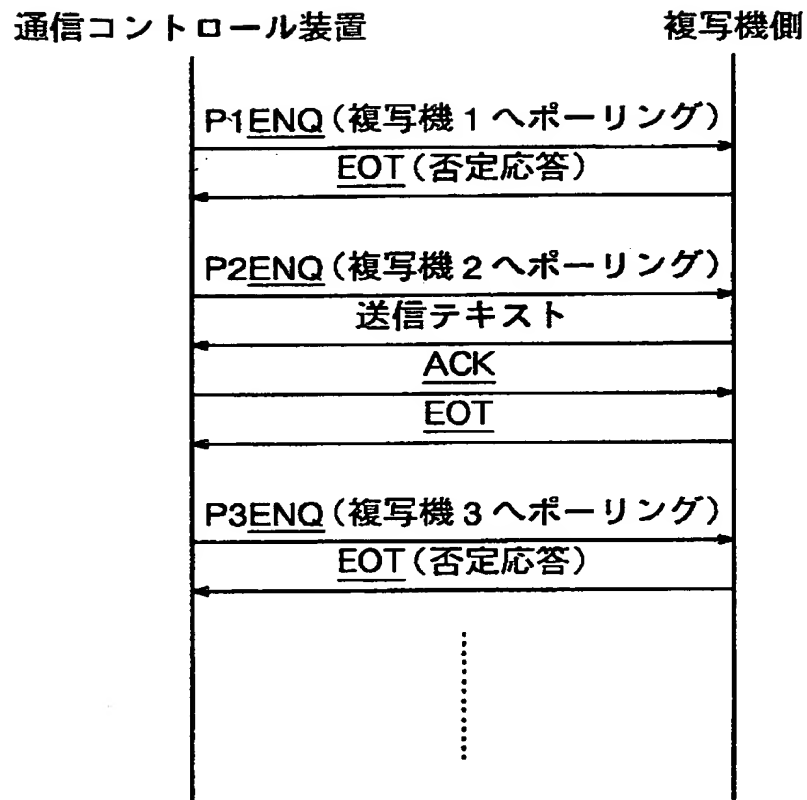 通信コントロール装置 複写機側
P1ENQ(複写機1へポーリング)
EOT(否定応答)
P2ENQ(複写機2へポーリング)
送信テキスト
ACK
EOT
P3ENQ(複写機3へポーリング)
EOT(否定応答)